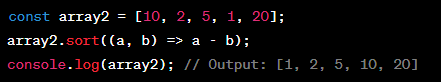 const array2 = [10, 2, 5, 1, 20];
array2.sort((a, b) => a - b);
console.log(array2); // Output: [1, 2, 5, 10, 20]